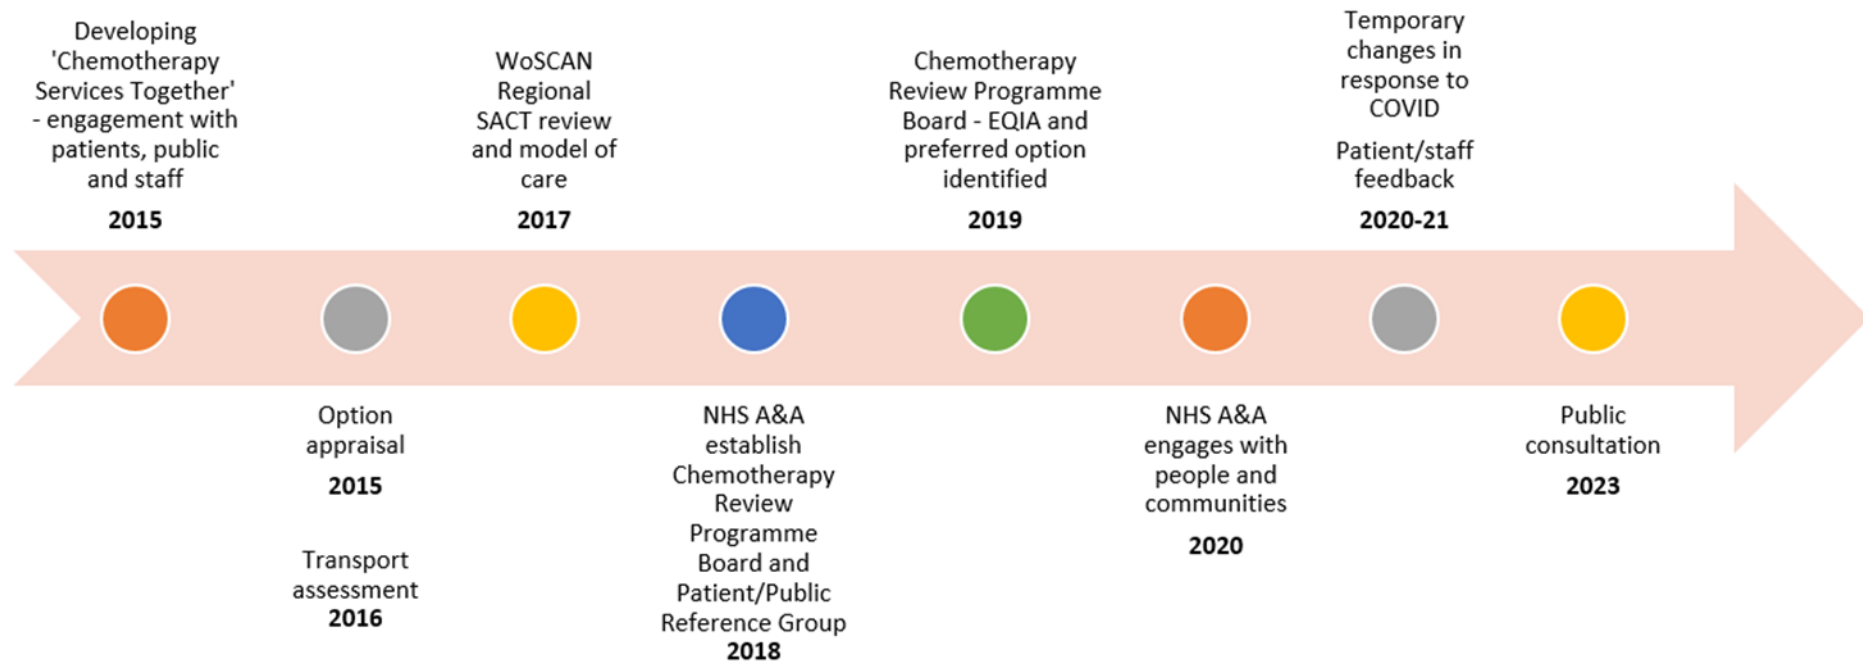 Developing
'Chemotherapy
Services Together'
- engagement with
patients, public
and staff
2015
Option
appraisal
2015
Transport
assessment
2016
WoSCAN
Regional
SACT review
and model of
care
2017
NHS A&A
establish
Chemotherapy
Review
Programme
Board and
Patient/Public
Reference Group
2018
Chemotherapy
Review Programme
Board - EQIA and
preferred option
identified
2019
NHS A&A
engages with
people and
communities
2020
Temporary
changes in
response to
COVID
Patient/staff
feedback
2020-21
Public
consultation
2023